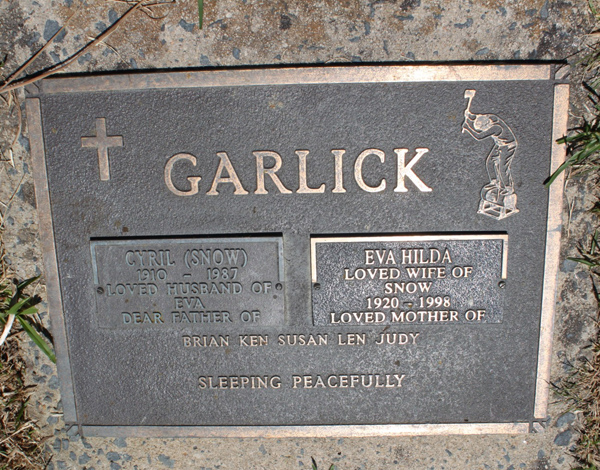 GARLICK
CYRIL (SNOW)
1910 - 1987
LOVED HUSBAND OF
EVA
DEAR FATHER OF
EVA HILDA
LOVED WIFE OF
SNOW
1920 - 1998
LOVED MOTHER OF
BRIAN KEN SUSAN LEN JUDY
SLEEPING PEACEFULLY